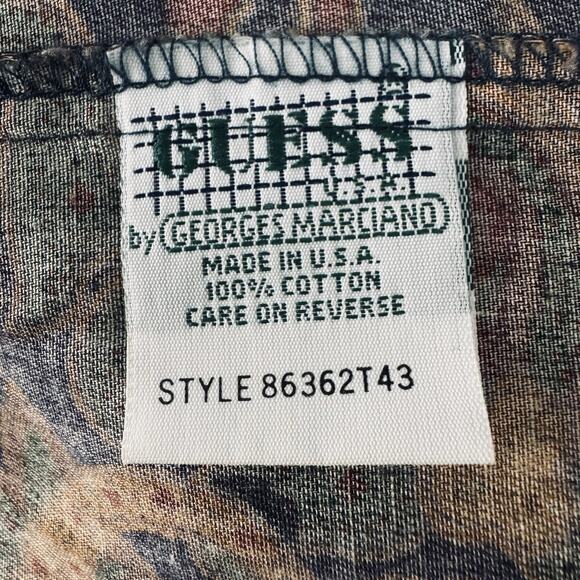 GUESS
U.S.A.
by GEORGES MARCIANO
MADE IN U.S.A.
100% COTTON
CARE ON REVERSE
STYLE 86362T43